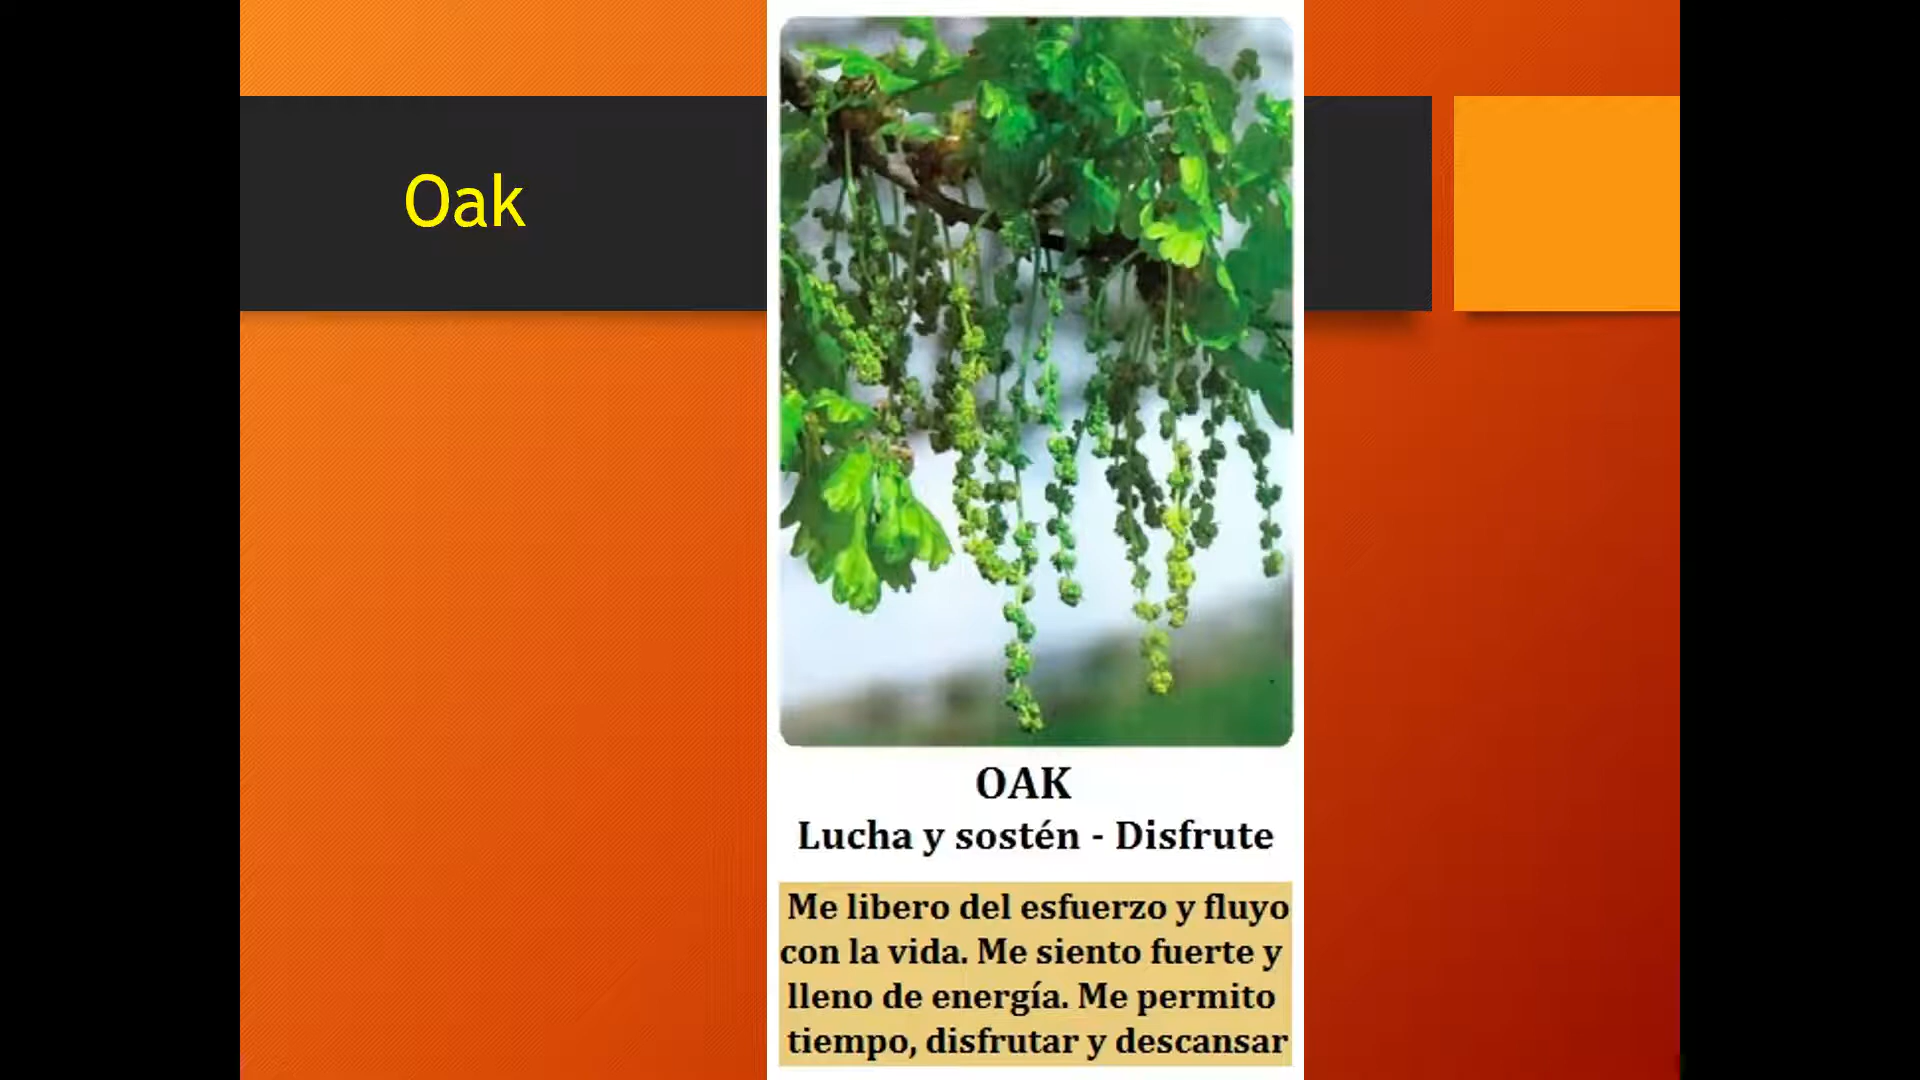 Oak
OAK
Lucha y sostén - Disfrute
Me libero del esfuerzo y fluyo
con la vida. Me siento fuerte y
lleno de energía. Me permito
tiempo, disfrutar y descansar